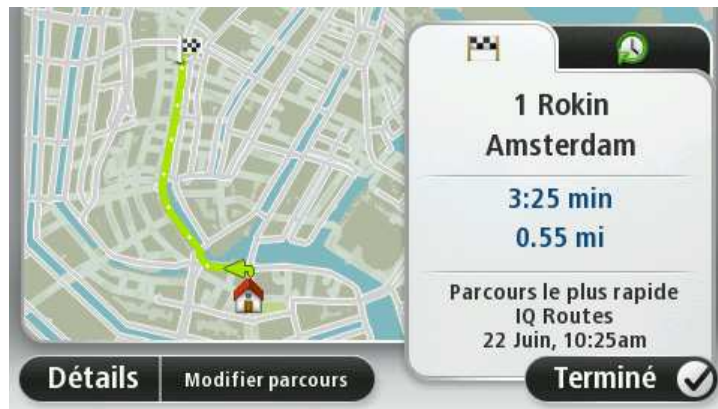 1 Rokin
Amsterdam
3:25 min
0.55 mi
Parcours le plus rapide
IQ Routes
22 Juin, 10:25am
Détails
Modifier parcours
Terminé